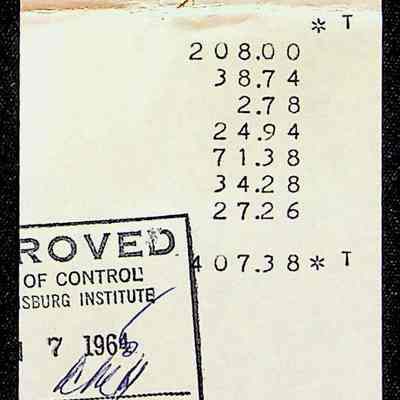 * T
208.00
38.74
2.78
24.94
71.38
34.28
27.26
407.38 * T
ROVED
OF CONTROL
SBURG INSTITUTE
7 196